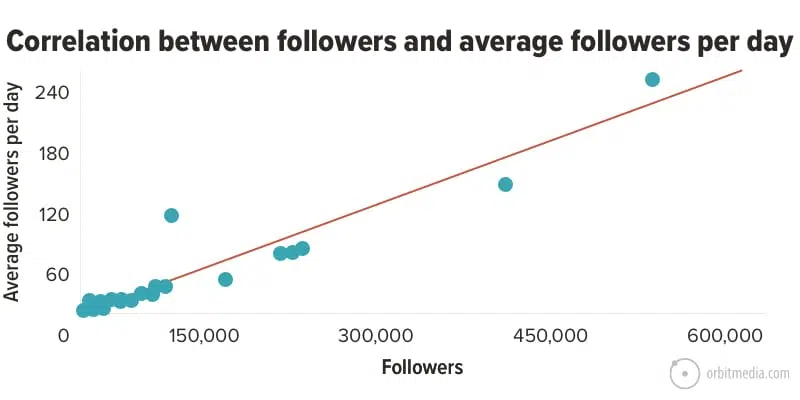 Correlation between followers and average followers per day
Average followers per day
240
180
120
60
0
150,000
300,000
450,000
600,000
Followers
orbitmedia.com